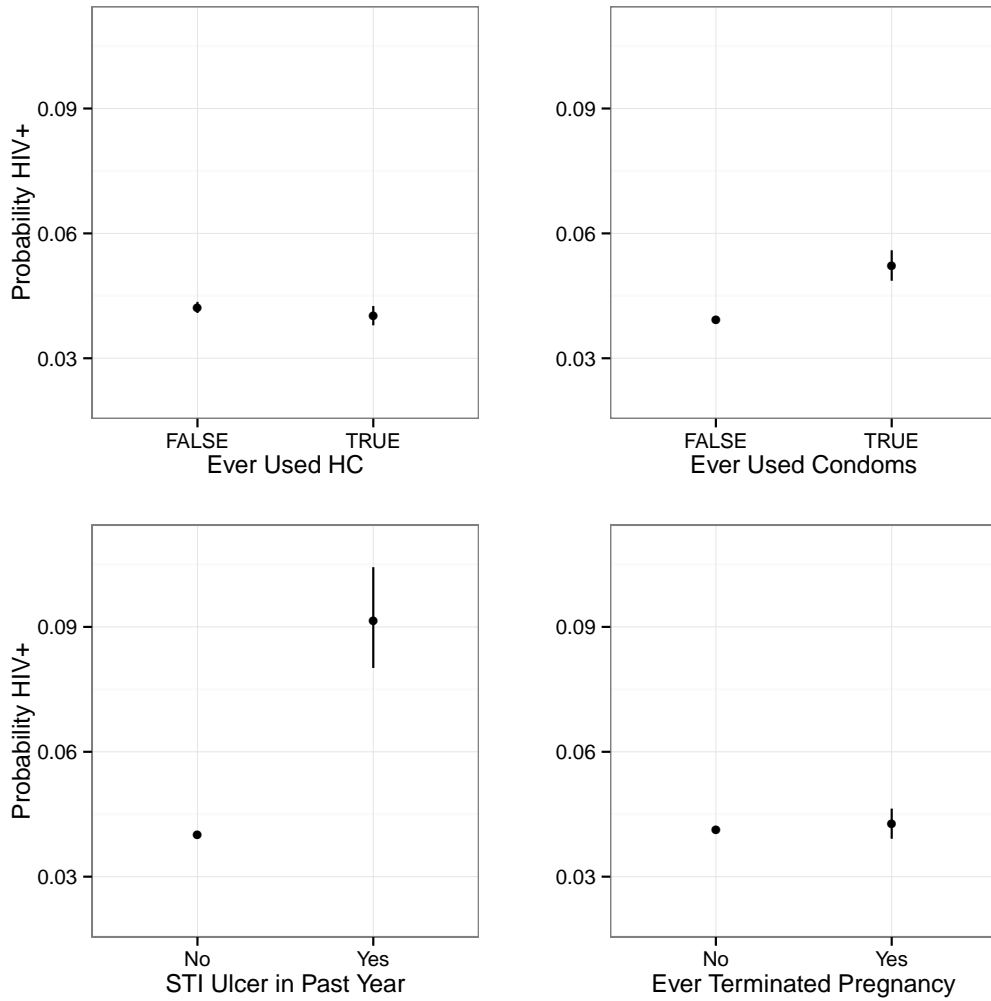 Probability HIV+
0.09
0.06
0.03
FALSE TRUE
Ever Used HC
0.09
0.06
0.03
FALSE TRUE
Ever Used Condoms
Probability HIV+
0.09
0.06
0.03
No Yes
STI Ulcer in Past Year
0.09
0.06
0.03
No Yes
Ever Terminated Pregnancy